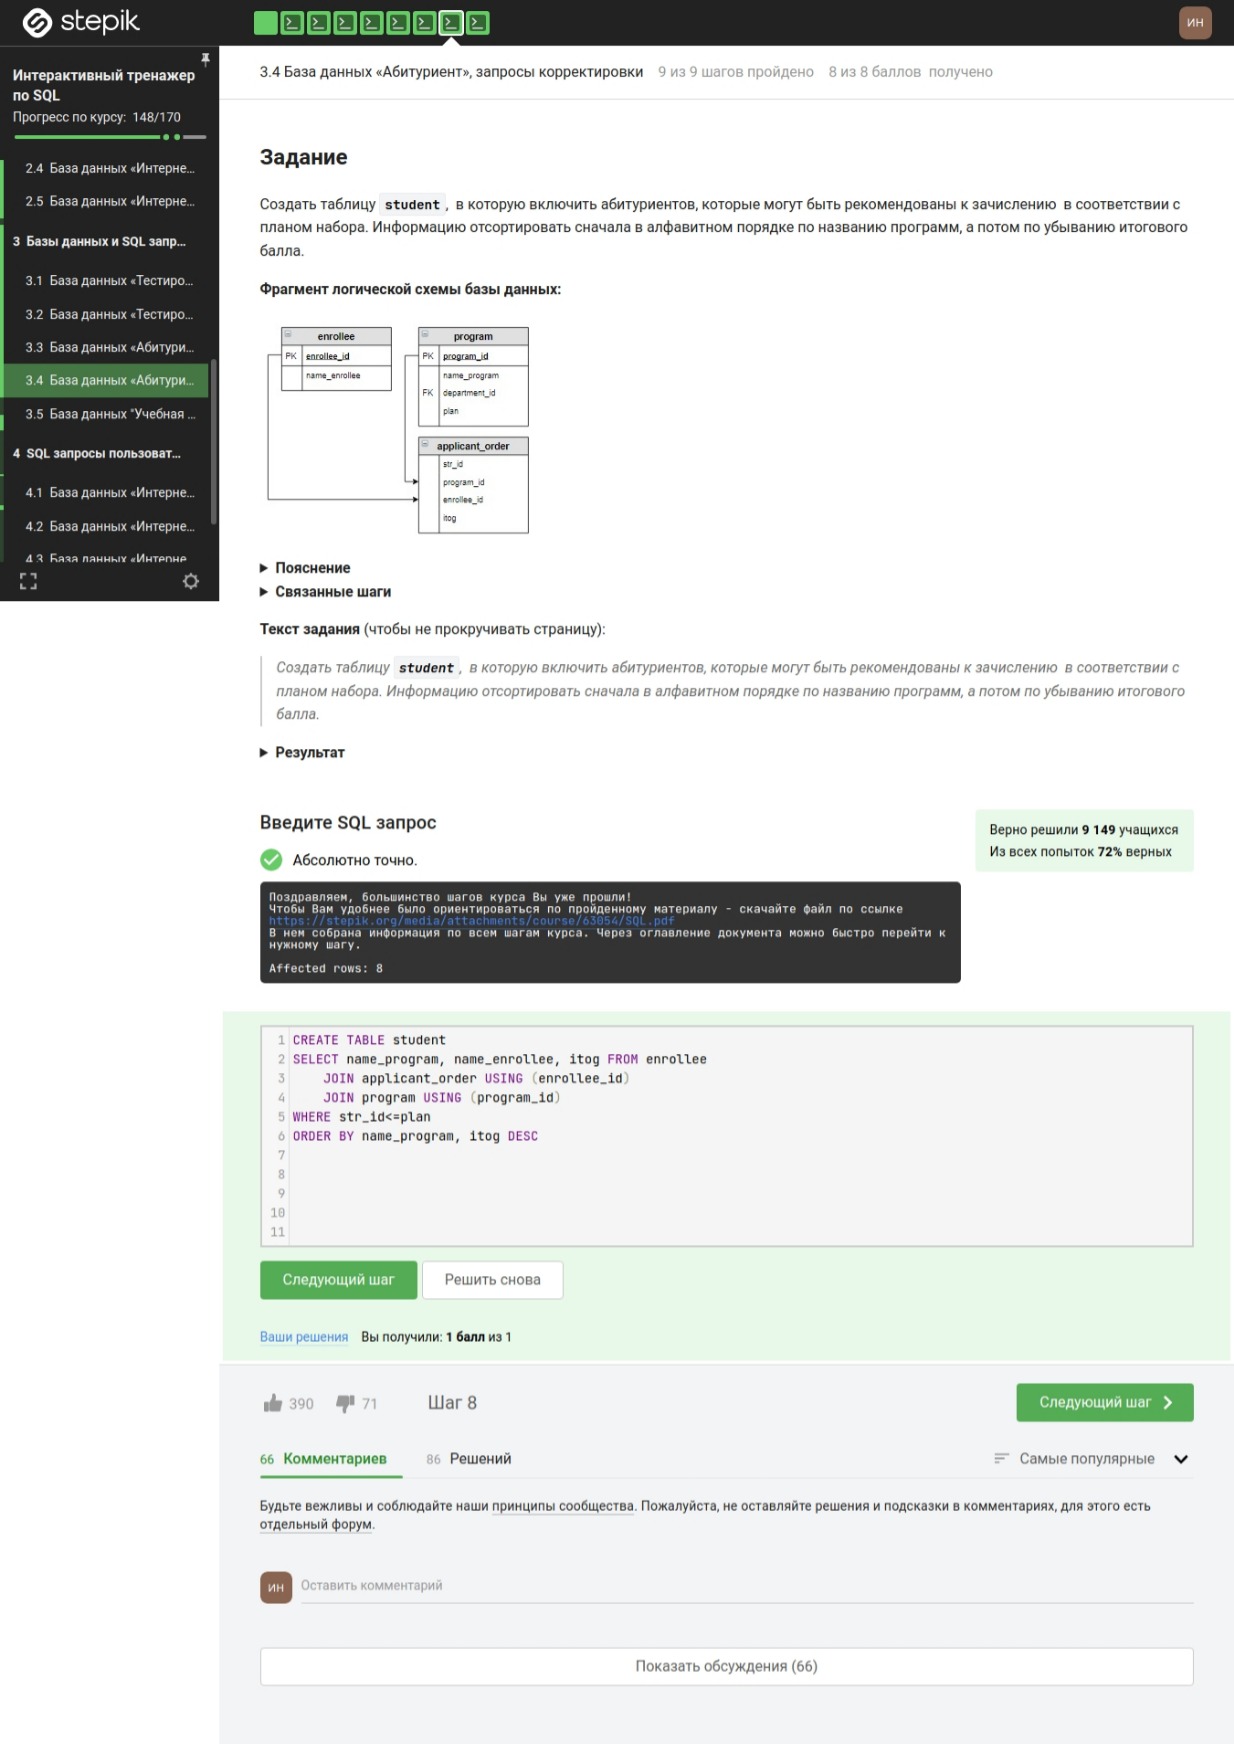 stepik
ИН
Интерактивный тренажер
по SQL
Прогресс по курсу: 148/170
2.4 База данных «Интерне...
2.5 База данных «Интерне...
3 Базы данных и SQL запр...
3.1 База данных «Тестиро...
3.2 База данных «Тестиро...
3.3 База данных «Абитури...
3.4 База данных «Абитури...
3.5 База данных "Учебная ...
4 SQL запросы пользоват...
4.1 База данных «Интерне...
4.2 База данных «Интерне...
4.3 База данных «Интерне
3.4 База данных «Абитуриент», запросы корректировки 9 из 9 шагов пройдено 8 из 8 баллов получено
Задание
Создать таблицу student, в которую включить абитуриентов, которые могут быть рекомендованы к зачислению в соответствии с
планом набора. Информацию отсортировать сначала в алфавитном порядке по названию программ, а потом по убыванию итогового
балла.
Фрагмент логической схемы базы данных:
enrollee
PK enrollee_id
name_enrollee
program
PK program_id
name_program
FK department_id
plan
applicant_order
str_id
program_id
enrollee_id
itog
Пояснение
Связанные шаги
Текст задания (чтобы не прокручивать страницу):
Создать таблицу student, в которую включить абитуриентов, которые могут быть рекомендованы к зачислению в соответствии с
планом набора. Информацию отсортировать сначала в алфавитном порядке по названию программ, а потом по убыванию итогового
балла.
Результат
Введите SQL запрос
Абсолютно точно.
Верно решили 9 149 учащихся
Из всех попыток 72% верных
Поздравляем, большинство шагов курса Вы уже прошли!
Чтобы Вам удобнее было ориентироваться по пройденному материалу - скачайте файл по ссылке
https://stepik.org/media/attachments/course/63054/SQL.pdf
В нем собрана информация по всем шагам курса. Через оглавление документа можно быстро перейти к
нужному шагу.
Affected rows: 8
1 CREATE TABLE student
2 SELECT name_program, name_enrollee, itog FROM enrollee
3 JOIN applicant_order USING (enrollee_id)
4 JOIN program USING (program_id)
5 WHERE str_id<=plan
6 ORDER BY name_program, itog DESC
7
8
9
10
11
Следующий шаг
Решить снова
Ваши решения Вы получили: 1 балл из 1
390 71 Шаг 8
Следующий шаг
66 Комментариев 86 Решений
Самые популярные
Будьте вежливы и соблюдайте наши принципы сообщества. Пожалуйста, не оставляйте решения и подсказки в комментариях, для этого есть
отдельный форум.
ИН Оставить комментарий
Показать обсуждения (66)